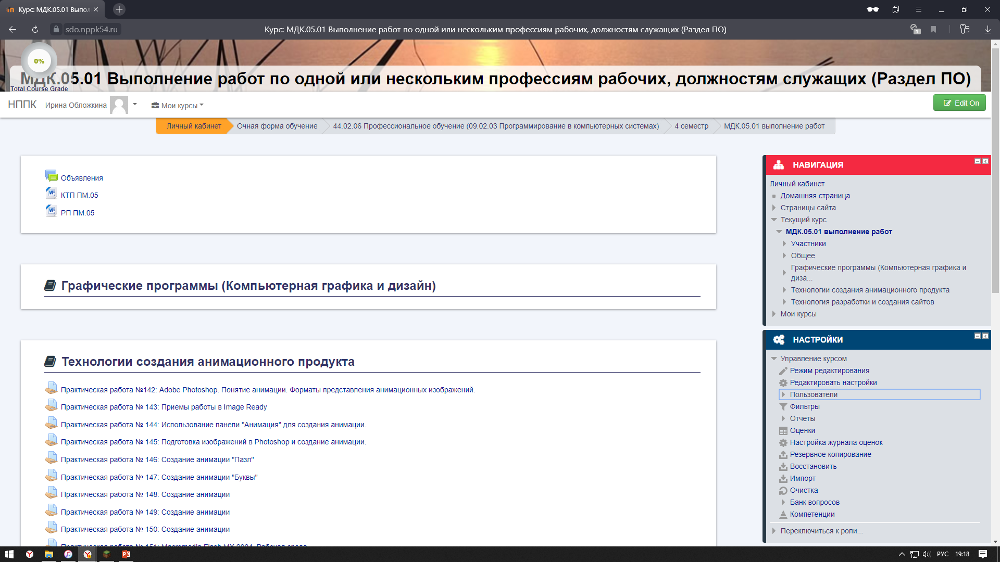 Курс: МДК.05.01 Выпол
sdo.nppk54.ru
Курс: МДК.05.01 Выполнение работ по одной или нескольким профессиям рабочих, должностям служащих (Раздел ПО)
1
0%
МДК.05.01 Выполнение работ по одной или нескольким профессиям рабочих, должностям служащих (Раздел ПО)
Total Course Grade
НППК
Ирина Обложкина
Мои курсы
Edit On
Личный кабинет
Очная форма обучение
44.02.06 Профессиональное обучение (09.02.03 Программирование в компьютерных системах)
4 семестр
МДК.05.01 выполнение работ
Объявления
КТП ПМ.05
РП ПМ.05
Графические программы (Компьютерная графика и дизайн)
Технологии создания анимационного продукта
Практическая работа №142: Adobe Photoshop. Понятие анимации. Форматы представления анимационных изображений.
Практическая работа № 143: Приемы работы в Image Ready
Практическая работа № 144: Использование панели "Анимация" для создания анимации.
Практическая работа № 145: Подготовка изображений в Photoshop и создание анимации.
Практическая работа № 146: Создание анимации "Пазл"
Практическая работа № 147: Создание анимации "Буквы"
Практическая работа № 148: Создание анимации
Практическая работа № 149: Создание анимации
Практическая работа № 150: Создание анимации
Практическая работа № 151: Macromedia Flash MX 2004. Рабочая среда
НАВИГАЦИЯ
Личный кабинет
Домашняя страница
Страницы сайта
Текущий курс
МДК.05.01 выполнение работ
Участники
Общее
Графические программы (Компьютерная графика и
диза...
Технологии создания анимационного продукта
Технология разработки и создания сайтов
Мои курсы
НАСТРОЙКИ
Управление курсом
Режим редактирования
Редактировать настройки
Пользователи
Фильтры
Отчеты
Оценки
Настройка журнала оценок
Резервное копирование
Восстановить
Импорт
Очистка
Банк вопросов
Компетенции
Переключиться к роли...
РУС
19:18